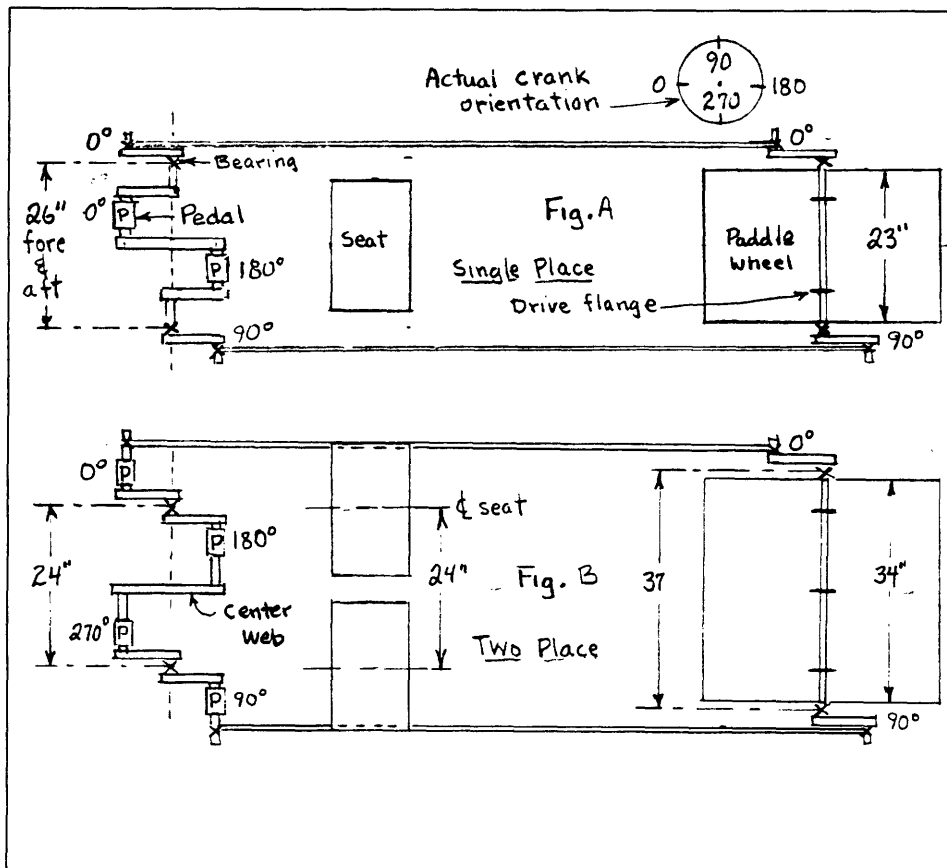 Actual crank
orientation
90
0
180
270
0°
0°
Bearing
26"
fore
&
aft
0°
P
Pedal
Seat
Fig. A
Single Place
Paddle
wheel
23"
P
180°
Drive flange
90°
90°
0°
0°
P
℄ seat
24"
P
180°
24"
Fig. B
37
34"
Center
web
270°
P
Two Place
P
90°
90°